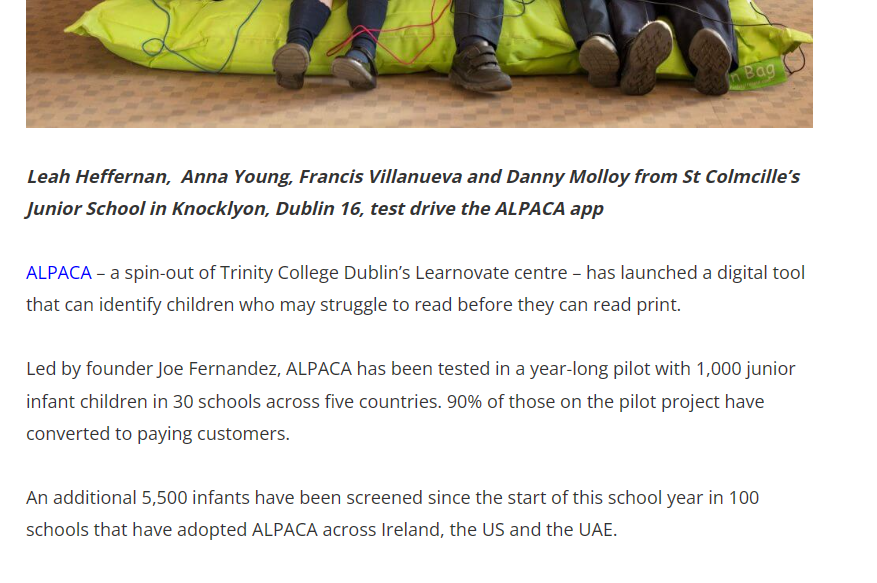 n Bag
Leah Heffernan,  Anna Young, Francis Villanueva and Danny Molloy from St Colmcille’s
Junior School in Knocklyon, Dublin 16, test drive the ALPACA app
ALPACA – a spin-out of Trinity College Dublin’s Learnovate centre – has launched a digital tool
that can identify children who may struggle to read before they can read print.
Led by founder Joe Fernandez, ALPACA has been tested in a year-long pilot with 1,000 junior
infant children in 30 schools across five countries. 90% of those on the pilot project have
converted to paying customers.
An additional 5,500 infants have been screened since the start of this school year in 100
schools that have adopted ALPACA across Ireland, the US and the UAE.